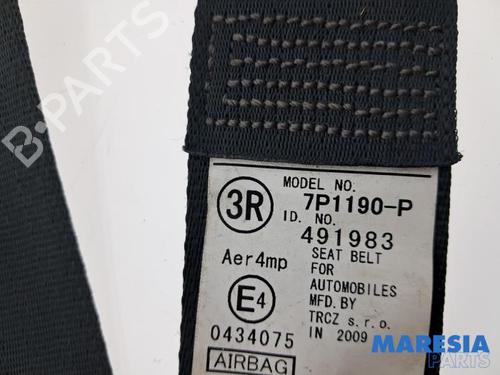 B-PARTS
3R
MODEL NO.
7P1190-P
ID. NO.
491983
Aer4mp
SEAT BELT
FOR
AUTOMOBILES
MFD. BY
TRCZ s.r.o.
IN 2009
E4
0434075
AIRBAG
MARESIA
PARTS